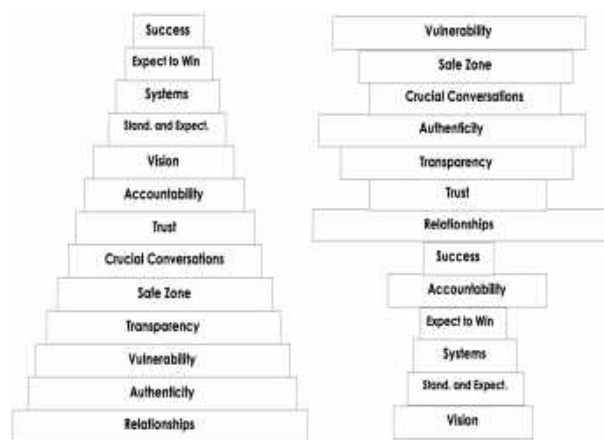 Success
Expect to Win
Systems
Stand. and Expect.
Vision
Accountability
Trust
Crucial Conversations
Safe Zone
Transparency
Vulnerability
Authenticity
Relationships
Vulnerability
Safe Zone
Crucial Conversations
Authenticity
Transparency
Trust
Relationships
Success
Accountability
Expect to Win
Systems
Stand. and Expect.
Vision